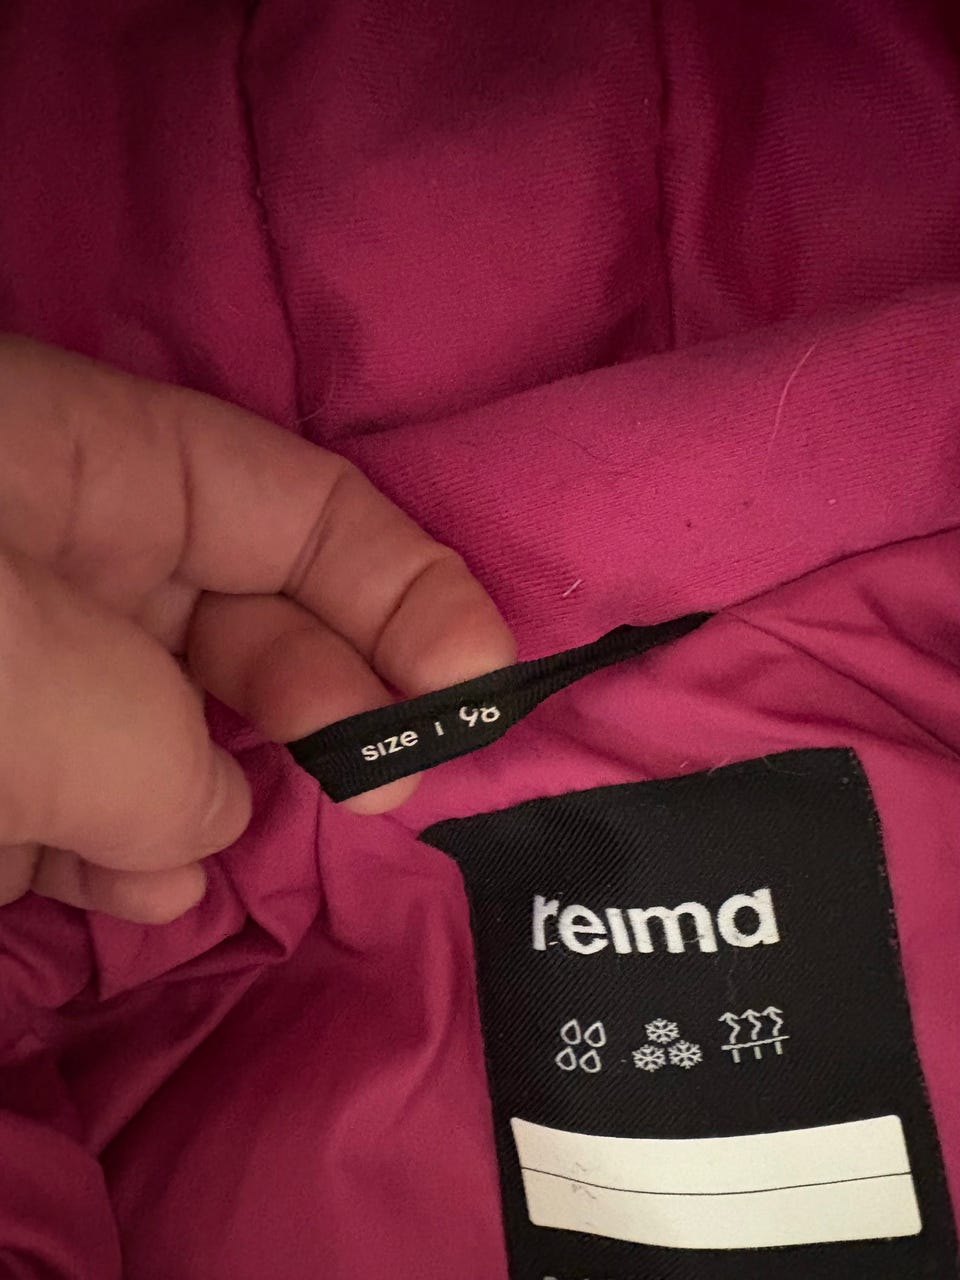 size | 98
reima